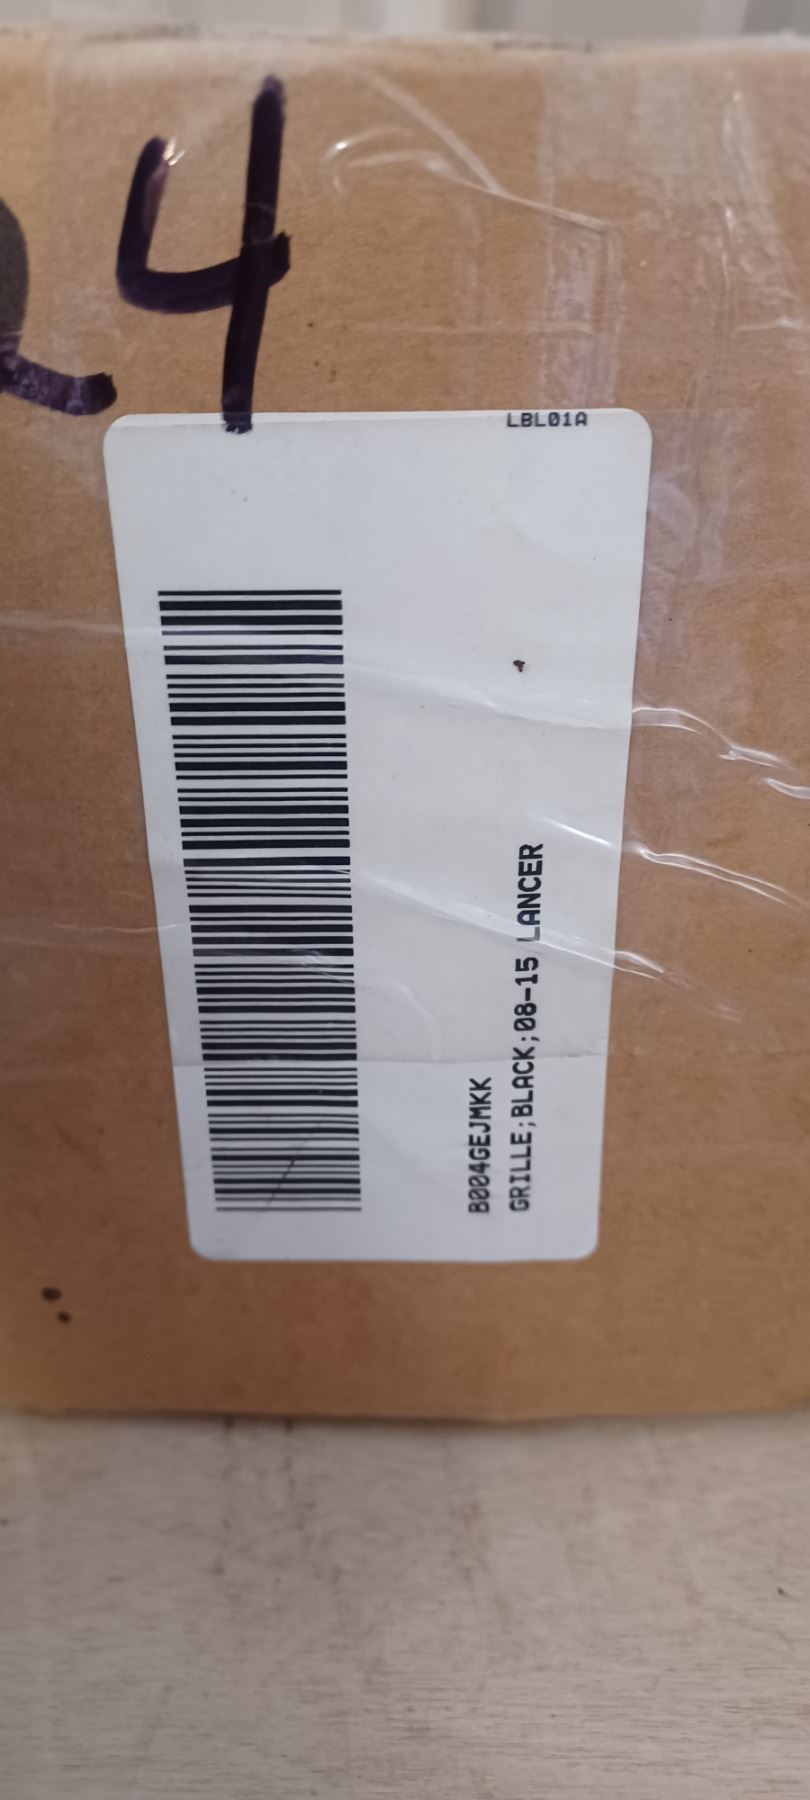 24
LBL01A
B004GEJMKK
GRILLE;BLACK;08-15 LANCER